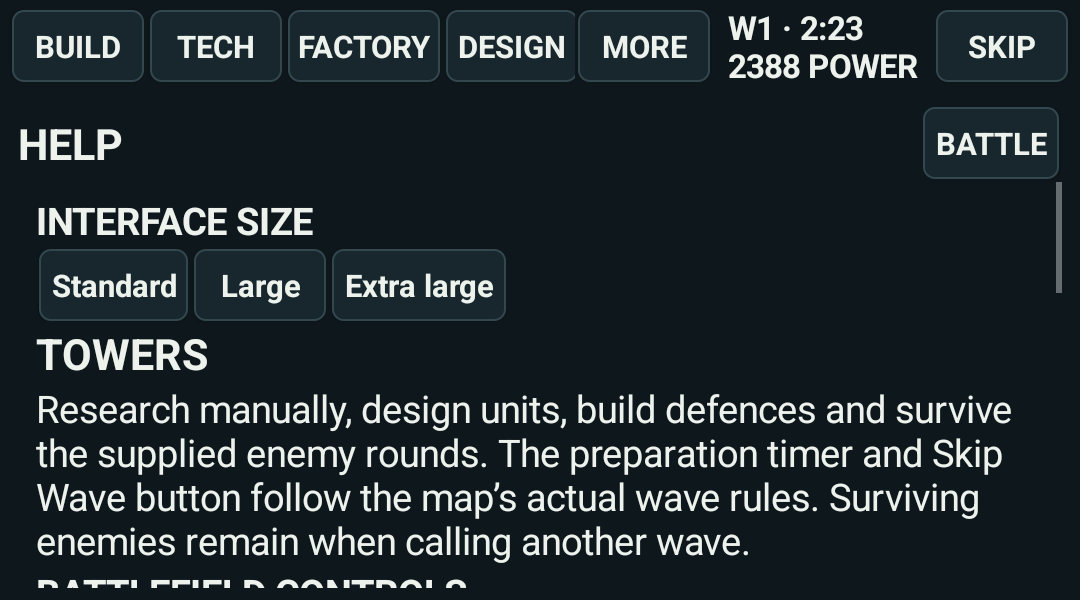 BUILD TECH FACTORY DESIGN MORE W1 · 2:23 SKIP
2388 POWER
HELP BATTLE
INTERFACE SIZE
Standard Large Extra large
TOWERS
Research manually, design units, build defences and survive
the supplied enemy rounds. The preparation timer and Skip
Wave button follow the map’s actual wave rules. Surviving
enemies remain when calling another wave.
BATTLEFIELD CONTROLS